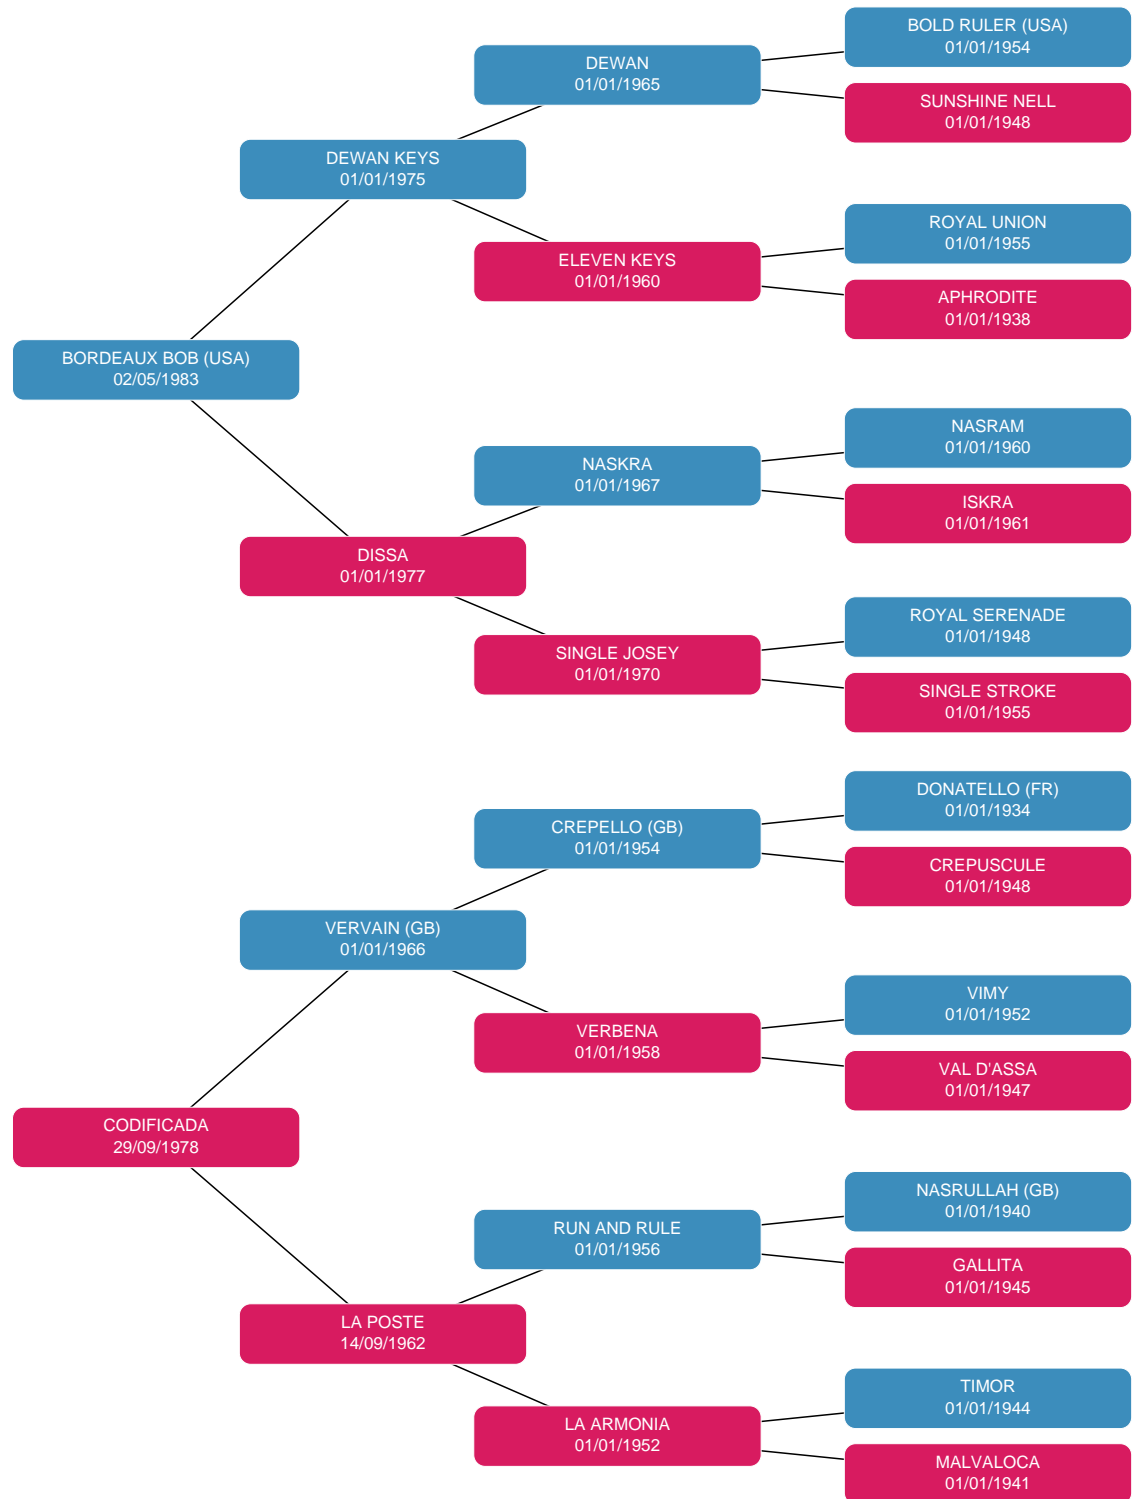 BOLD RULER (USA)
01/01/1954
DEWAN
01/01/1965
SUNSHINE NELL
01/01/1948
DEWAN KEYS
01/01/1975
ROYAL UNION
01/01/1955
ELEVEN KEYS
01/01/1960
APHRODITE
01/01/1938
BORDEAUX BOB (USA)
02/05/1983
NASRAM
01/01/1960
NASKRA
01/01/1967
ISKRA
01/01/1961
DISSA
01/01/1977
ROYAL SERENADE
01/01/1948
SINGLE JOSEY
01/01/1970
SINGLE STROKE
01/01/1955
DONATELLO (FR)
01/01/1934
CREPELLO (GB)
01/01/1954
CREPUSCULE
01/01/1948
VERVAIN (GB)
01/01/1966
VIMY
01/01/1952
VERBENA
01/01/1958
VAL D'ASSA
01/01/1947
CODIFICADA
29/09/1978
NASRULLAH (GB)
01/01/1940
RUN AND RULE
01/01/1956
GALLITA
01/01/1945
LA POSTE
14/09/1962
TIMOR
01/01/1944
LA ARMONIA
01/01/1952
MALVALOCA
01/01/1941